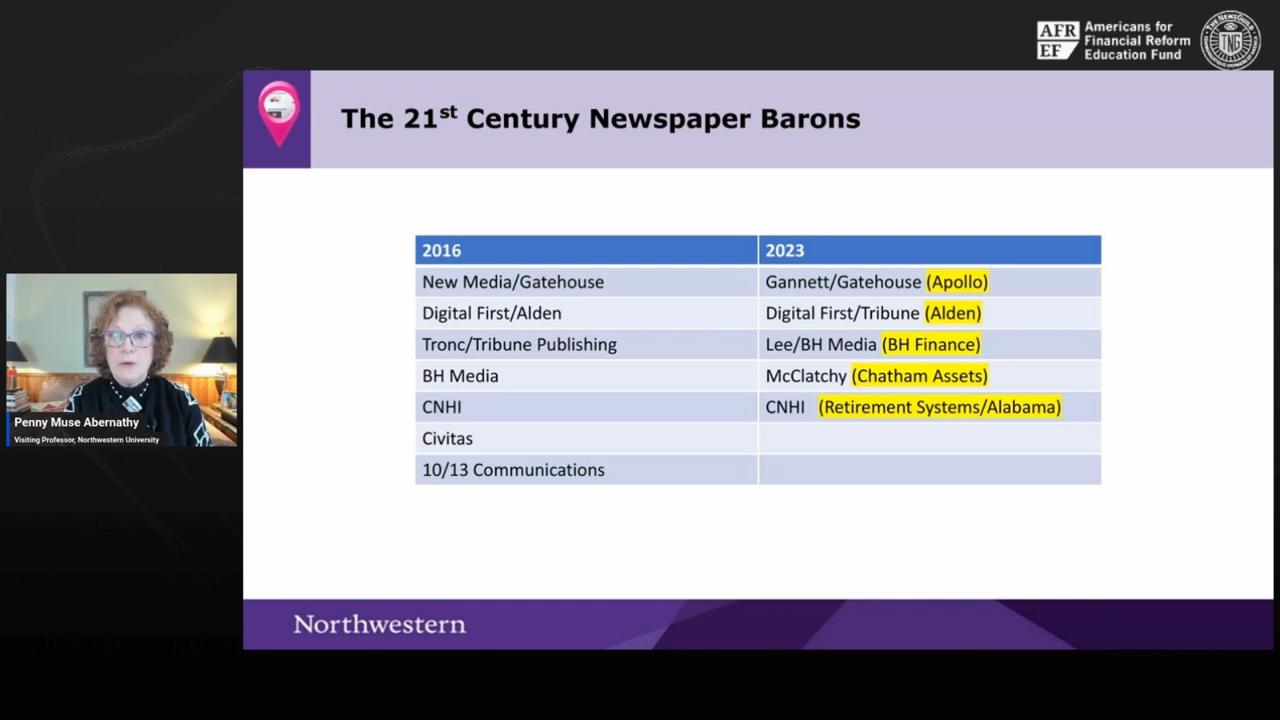 AFR
EF
Americans for
Financial Reform
Education Fund
THE NEWSGUILD
TNG
The 21st Century Newspaper Barons
2016 2023
New Media/Gatehouse Gannett/Gatehouse (Apollo)
Digital First/Alden Digital First/Tribune (Alden)
Tronc/Tribune Publishing Lee/BH Media (BH Finance)
BH Media McClatchy (Chatham Assets)
CNHI CNHI (Retirement Systems/Alabama)
Civitas
10/13 Communications
Penny Muse Abernathy
Visiting Professor, Northwestern University
Northwestern